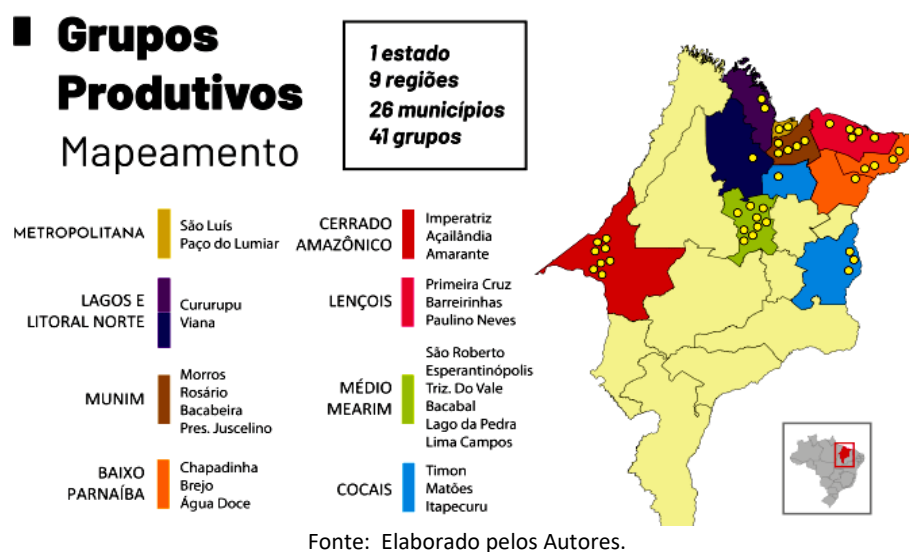 Grupos
Produtivos
Mapeamento
1 estado
9 regiões
26 municípios
41 grupos
METROPOLITANA
São Luís
Paço do Lumiar
LAGOS E
LITORAL NORTE
Cururupu
Viana
MUNIM
Morros
Rosário
Bacabeira
Pres. Juscelino
BAIXO
PARNAÍBA
Chapadinha
Brejo
Água Doce
CERRADO
AMAZÔNICO
Imperatriz
Açailândia
Amarante
LENÇOIS
Primeira Cruz
Barreirinhas
Paulino Neves
MÉDIO
MEARIM
São Roberto
Esperantinópolis
Triz. Do Vale
Bacabal
Lago da Pedra
Lima Campos
COCAIS
Timon
Matões
Itapecuru
Fonte: Elaborado pelos Autores.